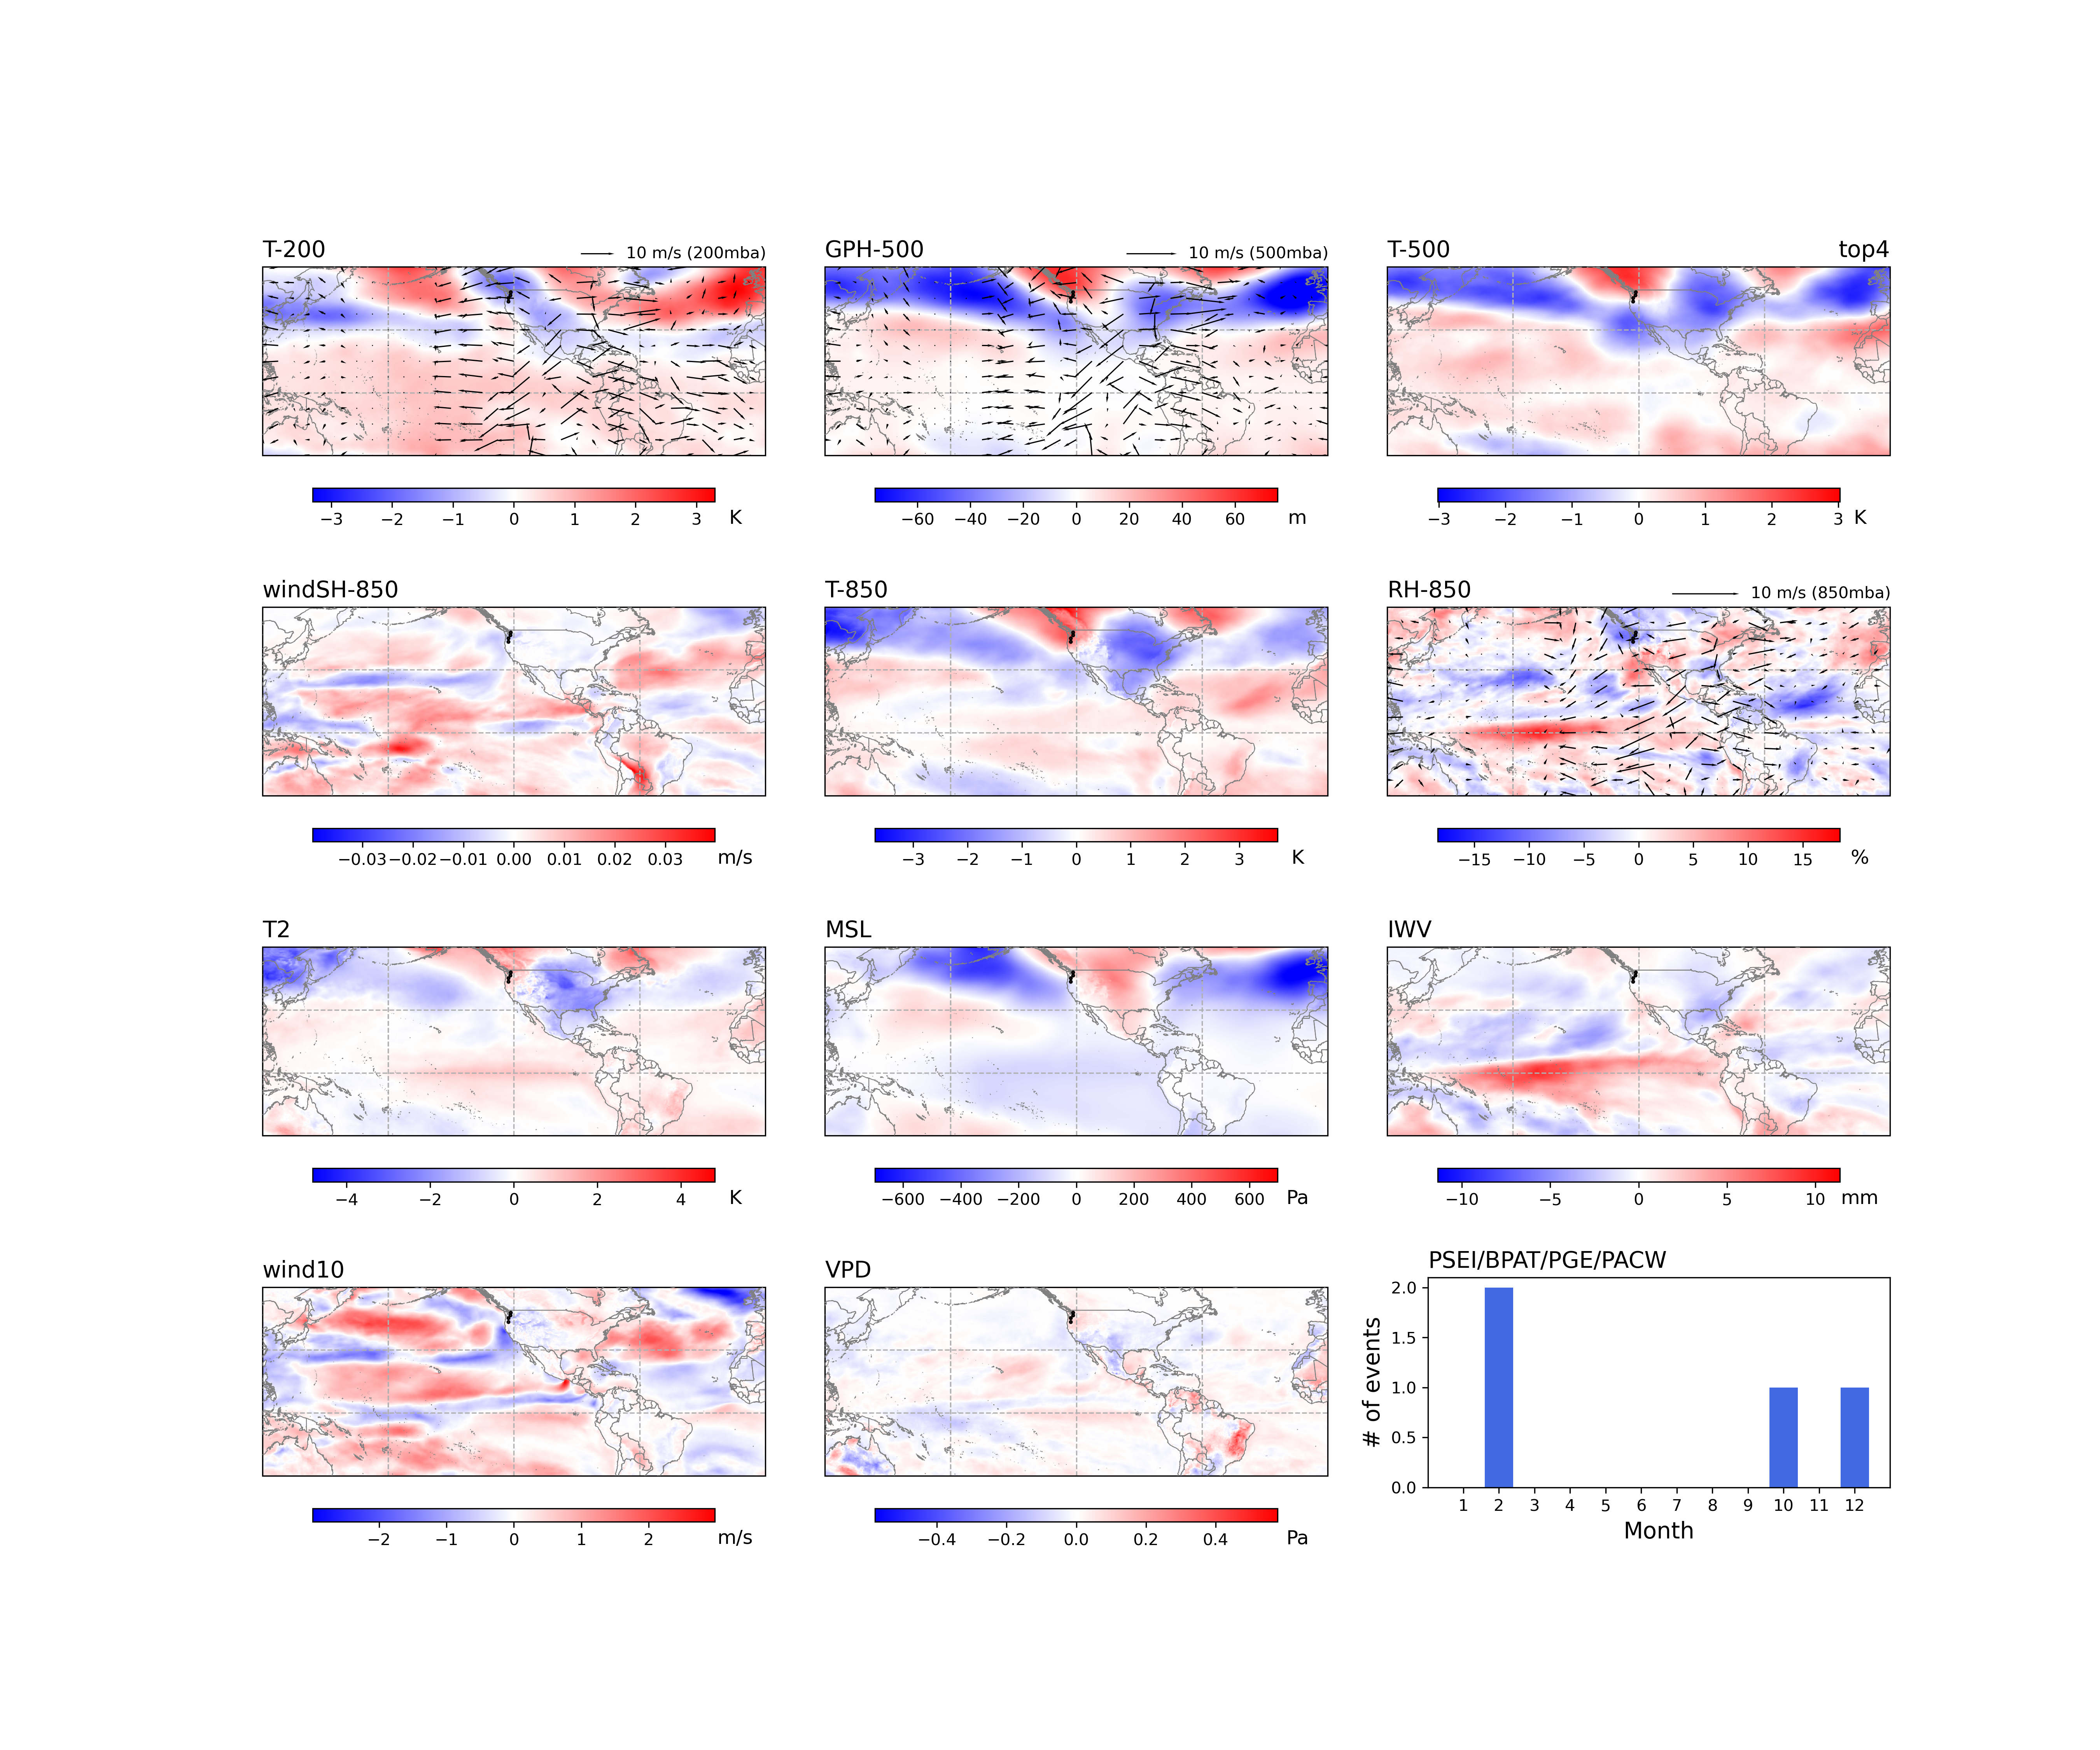 T-200 10 m/s (200mba)
GPH-500 10 m/s (500mba)
T-500 top4
−3 −2 −1 0 1 2 3 K
−60 −40 −20 0 20 40 60 m
−3 −2 −1 0 1 2 3 K
windSH-850
T-850
RH-850 10 m/s (850mba)
−0.03 −0.02 −0.01 0.00 0.01 0.02 0.03 m/s
−3 −2 −1 0 1 2 3 K
−15 −10 −5 0 5 10 15 %
T2
MSL
IWV
−4 −2 0 2 4 K
−600 −400 −200 0 200 400 600 Pa
−10 −5 0 5 10 mm
wind10
VPD
PSEI/BPAT/PGE/PACW
2.0
1.5
1.0
0.5
0.0
# of events
1 2 3 4 5 6 7 8 9 10 11 12
Month
−2 −1 0 1 2 m/s
−0.4 −0.2 0.0 0.2 0.4 Pa